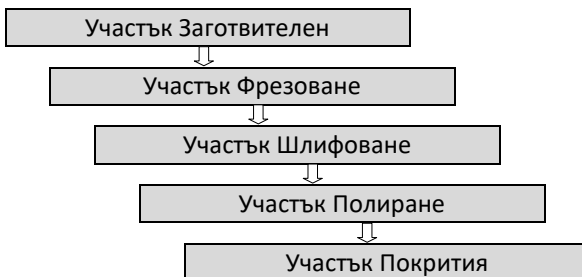 Участък Заготвителен
Участък Фрезоване
Участък Шлифоване
Участък Полиране
Участък Покрития